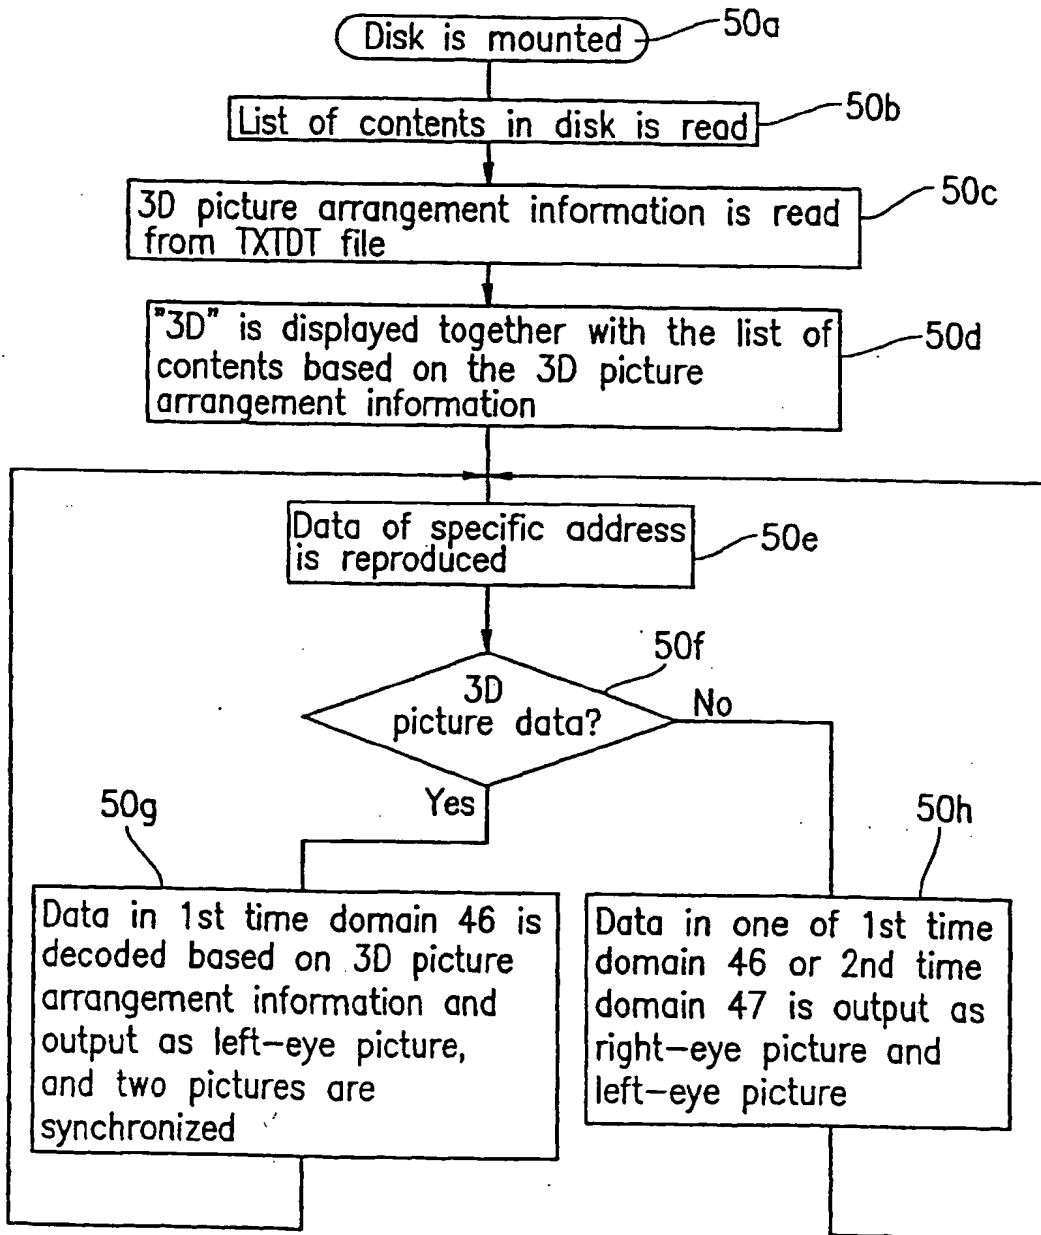 Disk is mounted
50a
List of contents in disk is read
50b
3D picture arrangement information is read
from TXTDT file
50c
"3D" is displayed together with the list of
contents based on the 3D picture
arrangement information
50d
Data of specific address
is reproduced
50e
50f
3D
picture data?
No
Yes
50g
50h
Data in 1st time domain 46 is
decoded based on 3D picture
arrangement information and
output as left-eye picture,
and two pictures are
synchronized
Data in one of 1st time
domain 46 or 2nd time
domain 47 is output as
right-eye picture and
left-eye picture